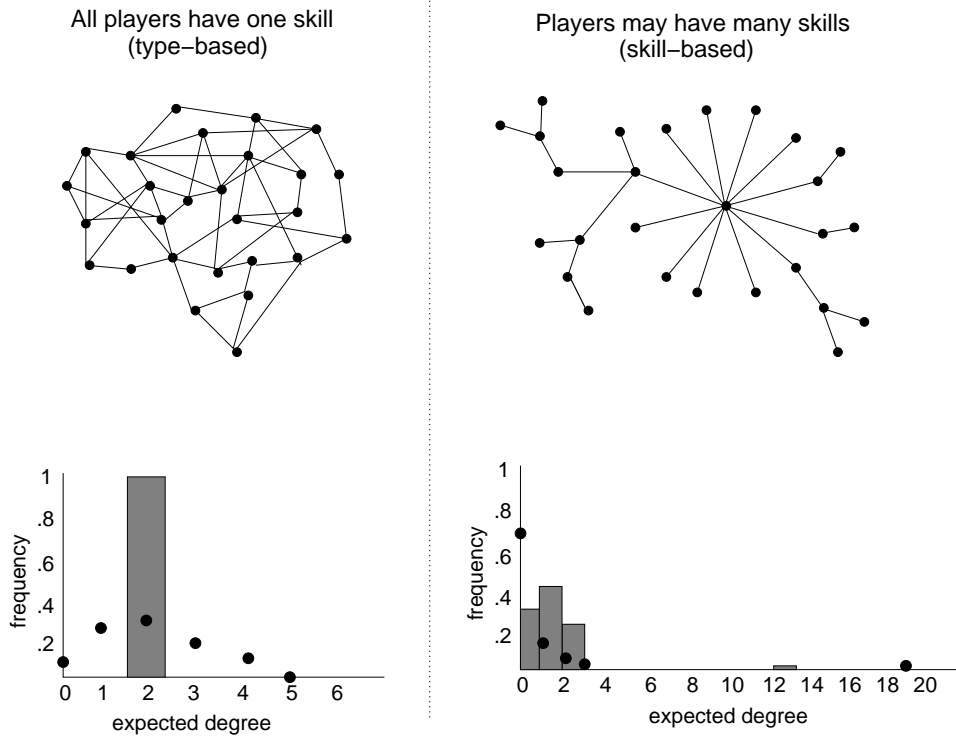 All players have one skill
(type−based)
Players may have many skills
(skill−based)
1
.8
.6
.4
.2
frequency
0 1 2 3 4 5 6
expected degree
1
.8
.6
.4
.2
frequency
0 2 4 6 8 10 12 14 16 18 20
expected degree